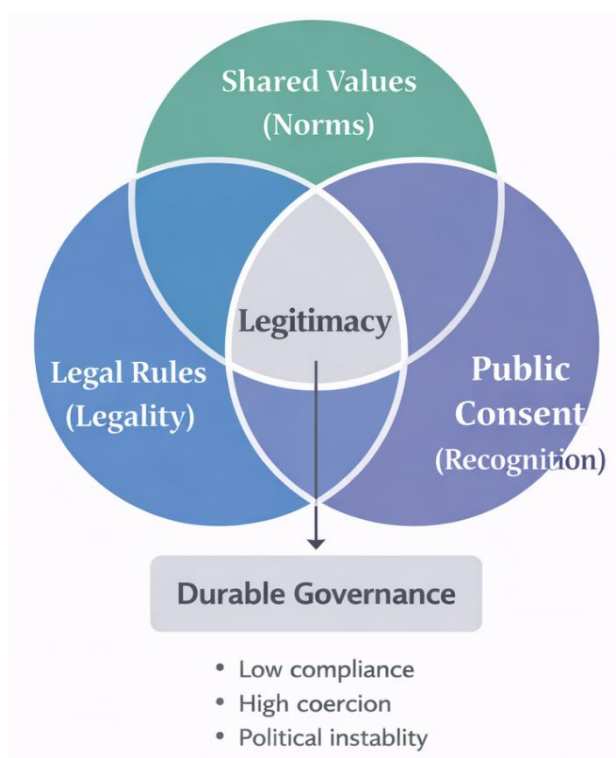 Shared Values
(Norms)
Legitimacy
Legal Rules
(Legality)
Public
Consent
(Recognition)
Durable Governance
• Low compliance
• High coercion
• Political instablity